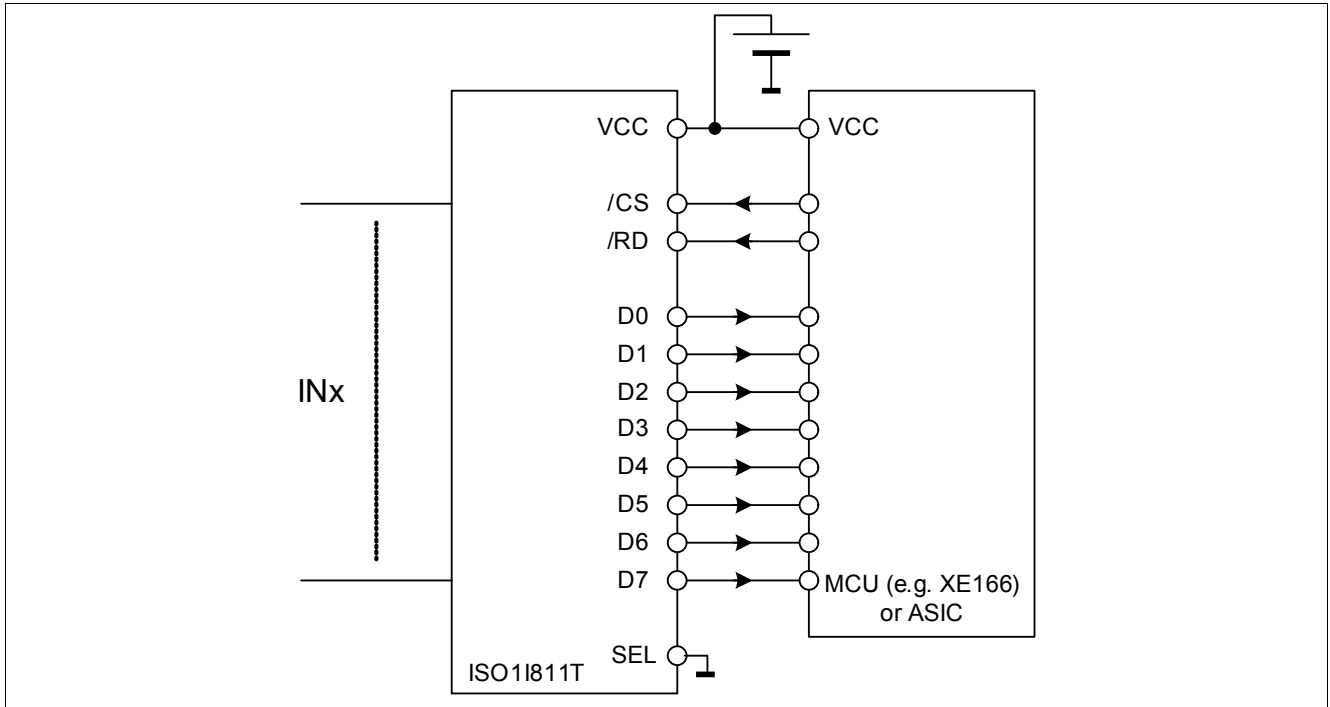 VCC
VCC
/CS
/RD
D0
D1
D2
INx
D3
D4
D5
D6
D7
MCU (e.g. XE166)
or ASIC
SEL
ISO1I811T